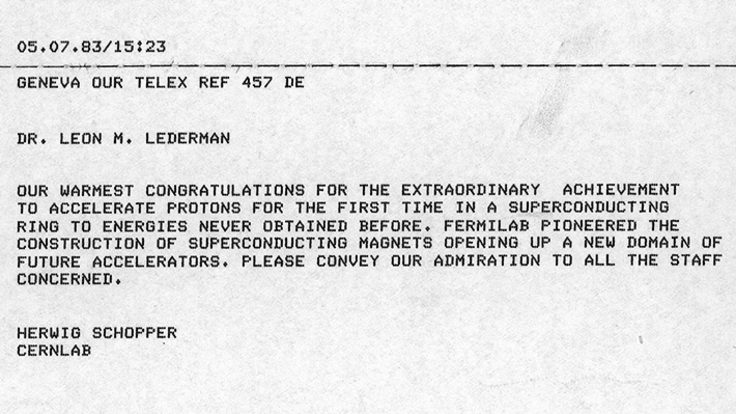 05.07.83/15:23
GENEVA OUR TELEX REF 457 DE
DR. LEON M. LEDERMAN
OUR WARMEST CONGRATULATIONS FOR THE EXTRAORDINARY  ACHIEVEMENT
TO ACCELERATE PROTONS FOR THE FIRST TIME IN A SUPERCONDUCTING
RING TO ENERGIES NEVER OBTAINED BEFORE. FERMILAB PIONEERED THE
CONSTRUCTION OF SUPERCONDUCTING MAGNETS OPENING UP A NEW DOMAIN OF
FUTURE ACCELERATORS. PLEASE CONVEY OUR ADMIRATION TO ALL THE STAFF
CONCERNED.
HERWIG SCHOPPER
CERNLAB